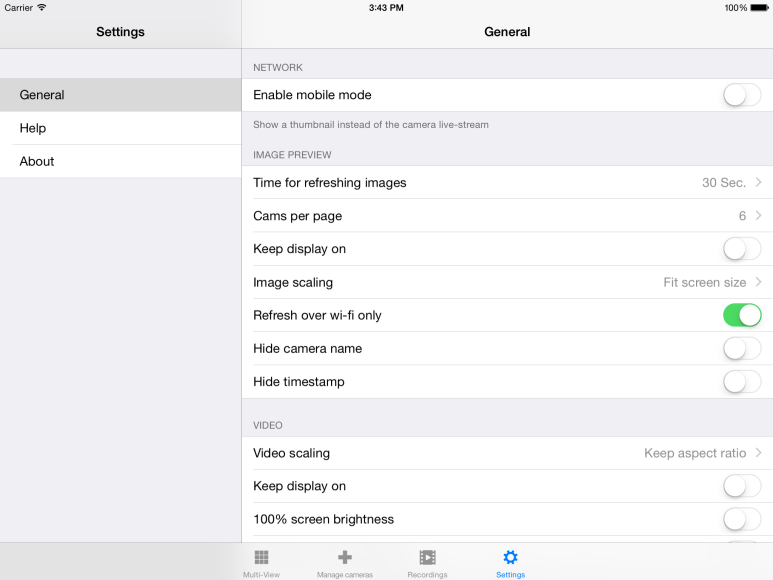 Carrier 3:43 PM 100%
Settings General
NETWORK
General
Enable mobile mode
Help
Show a thumbnail instead of the camera live-stream
About
IMAGE PREVIEW
Time for refreshing images 30 Sec.
Cams per page 6
Keep display on
Image scaling Fit screen size
Refresh over wi-fi only
Hide camera name
Hide timestamp
VIDEO
Video scaling Keep aspect ratio
Keep display on
100% screen brightness
Multi-View Manage cameras Recordings Settings